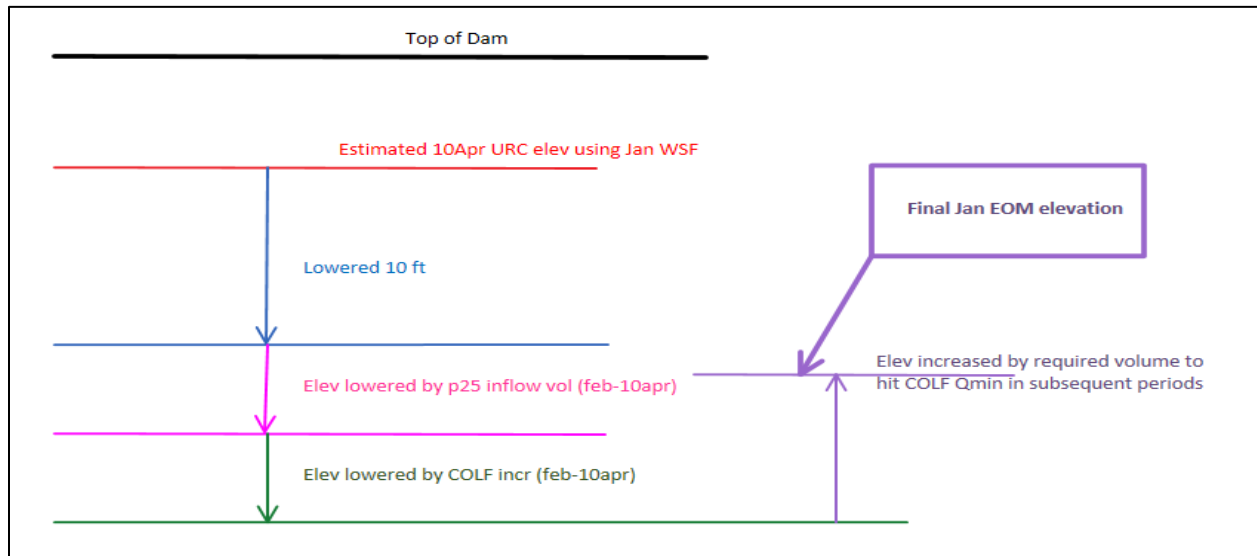 Top of Dam
Estimated 10Apr URC elev using Jan WSF
Final Jan EOM elevation
Lowered 10 ft
Elev increased by required volume to
hit COLF Qmin in subsequent periods
Elev lowered by p25 inflow vol (feb-10apr)
Elev lowered by COLF incr (feb-10apr)